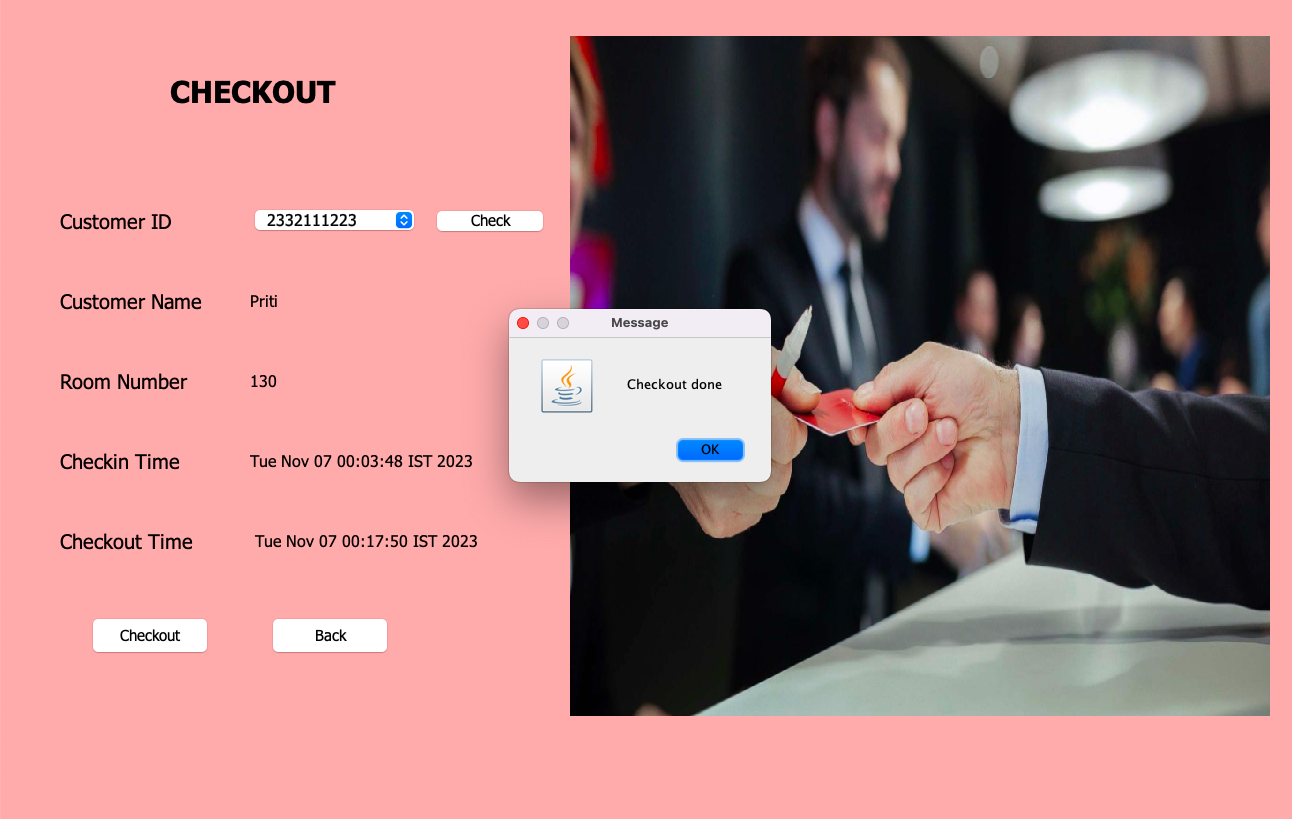 CHECKOUT
Customer ID 2332111223 Check
Customer Name Priti
Message
Room Number 130
Checkout done
OK
Checkin Time Tue Nov 07 00:03:48 IST 2023
Checkout Time Tue Nov 07 00:17:50 IST 2023
Checkout Back